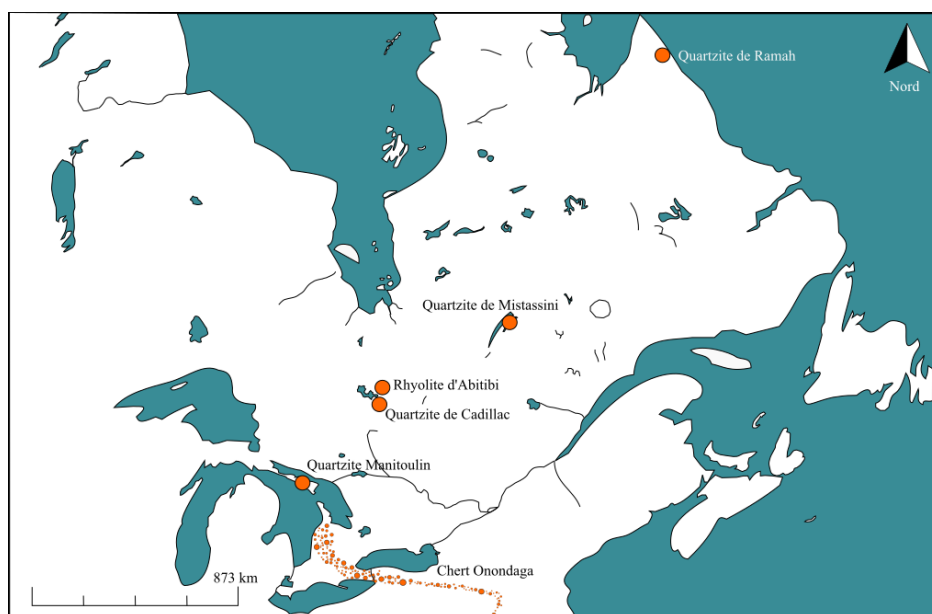 Quartzite de Ramah
Nord
Quartzite de Mistassini
Rhyolite d'Abitibi
Quartzite de Cadillac
Quartzite Manitoulin
Chert Onondaga
873 km